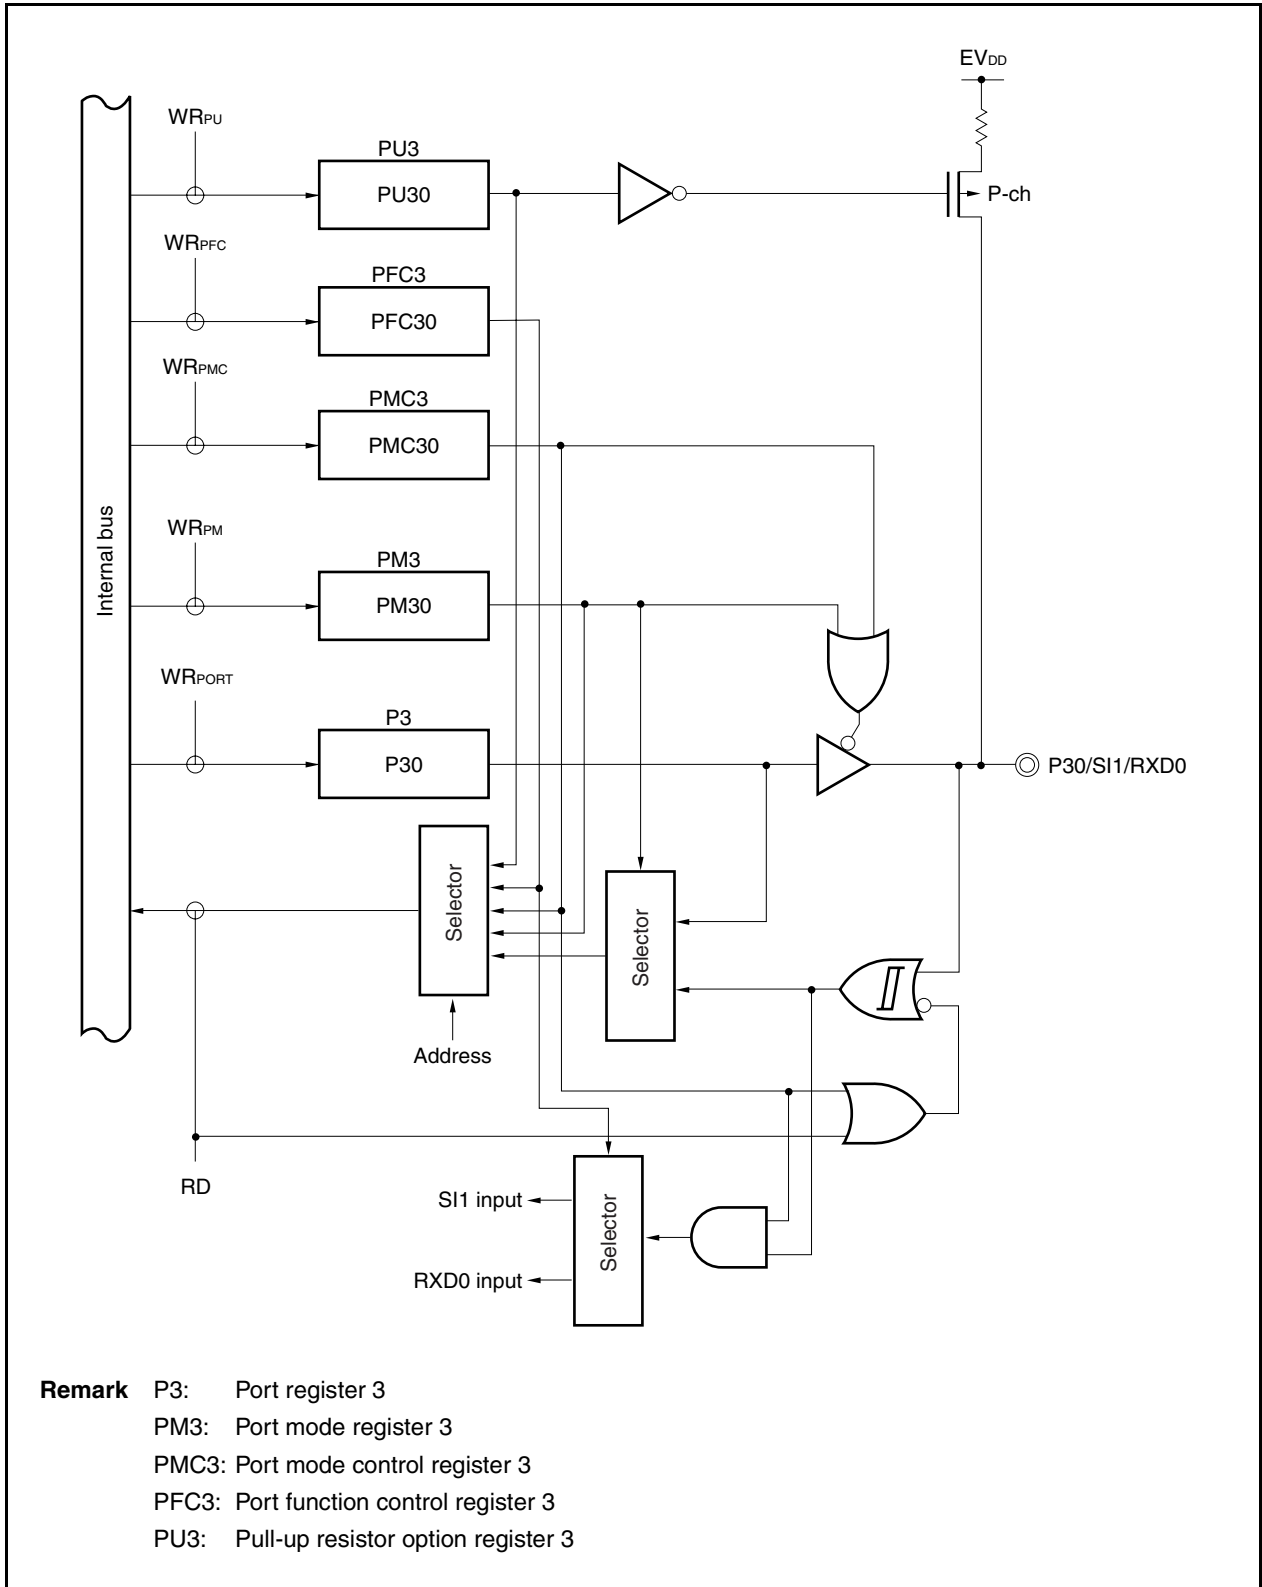 EVDD
WRPU
PU3
PU30
P-ch
WRPFC
PFC3
PFC30
WRPMC
PMC3
PMC30
Internal bus
WRPM
PM3
PM30
WRPORT
P3
P30
P30/SI1/RXD0
Selector
Selector
Address
RD
SI1 input
Selector
RXD0 input
Remark P3: Port register 3
PM3: Port mode register 3
PMC3: Port mode control register 3
PFC3: Port function control register 3
PU3: Pull-up resistor option register 3